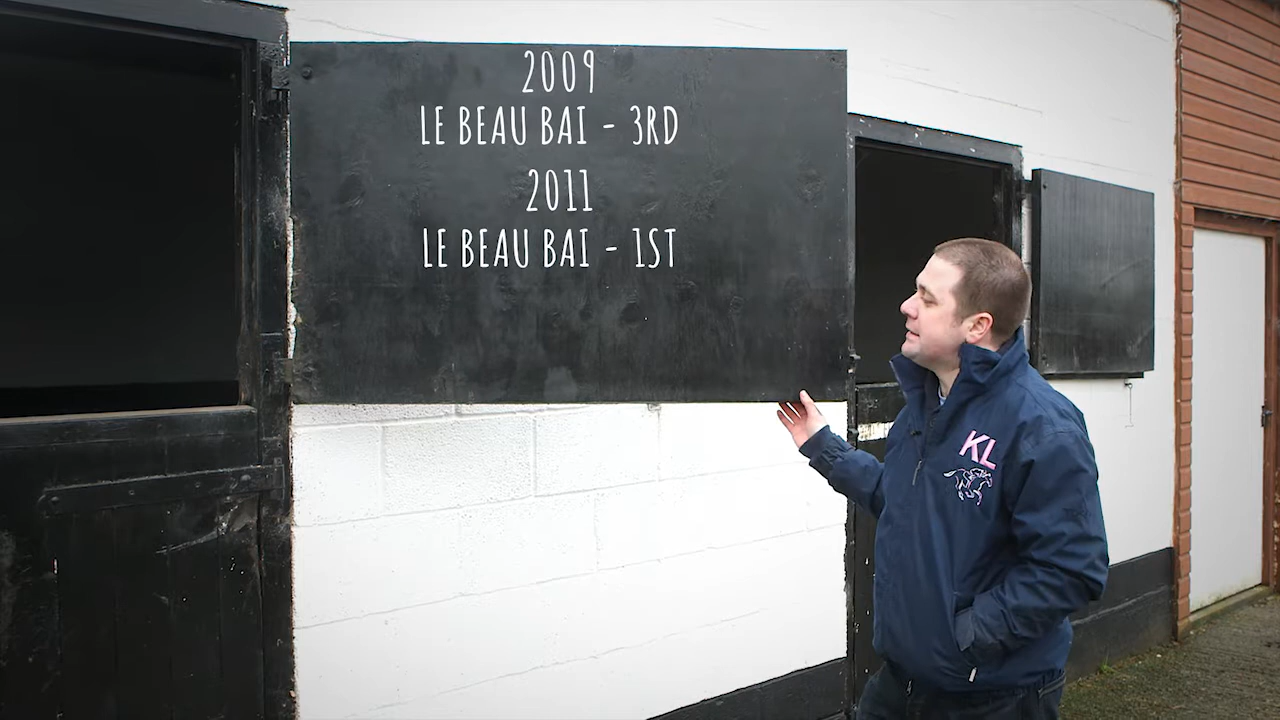 2009
LE BEAU BAI - 3RD
2011
LE BEAU BAI - 1ST
KL